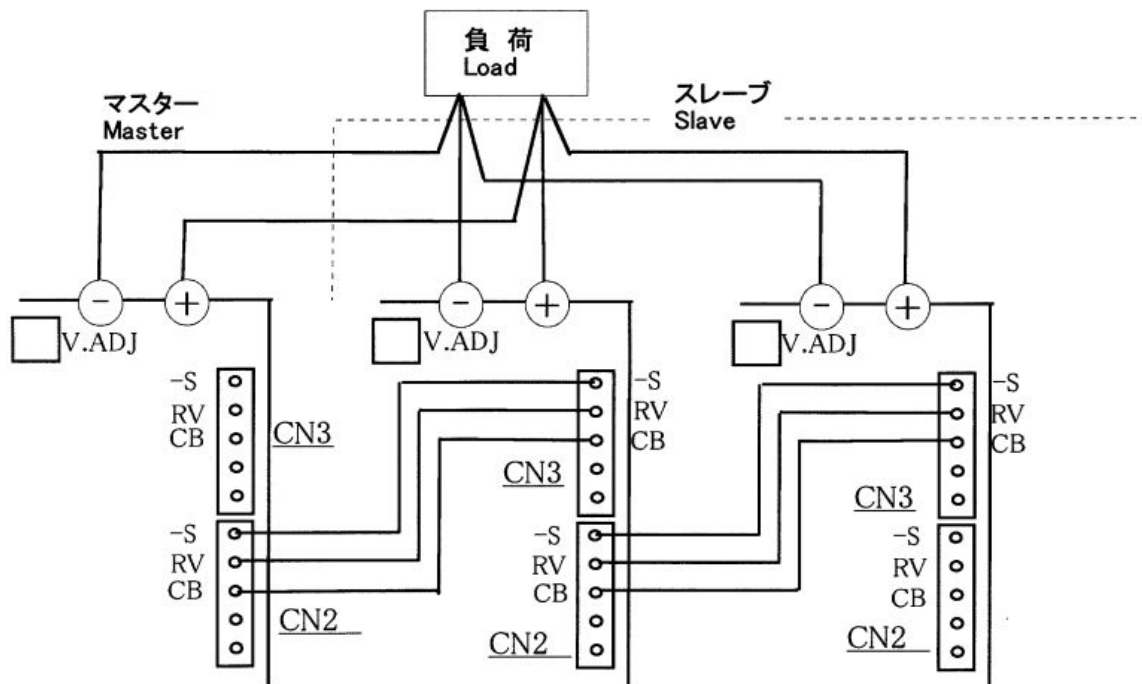 負 荷
Load
マスター
Master
スレーブ
Slave
- +
- +
- +
V.ADJ
V.ADJ
V.ADJ
-S
RV
CB
CN3
-S
RV
CB
CN2
-S
RV
CB
CN3
-S
RV
CB
CN2
-S
RV
CB
CN3
-S
RV
CB
CN2